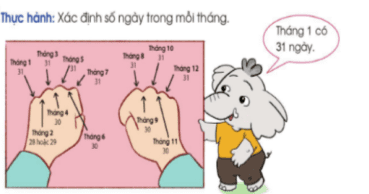 Thực hành: Xác định số ngày trong mỗi tháng.
Tháng 1 có
31 ngày.
Tháng 1
31
Tháng 3
31
Tháng 5
31
Tháng 7
31
Tháng 8
31
Tháng 10
31
Tháng 12
31
Tháng 2
28 hoặc 29
Tháng 4
30
Tháng 6
30
Tháng 9
30
Tháng 11
30